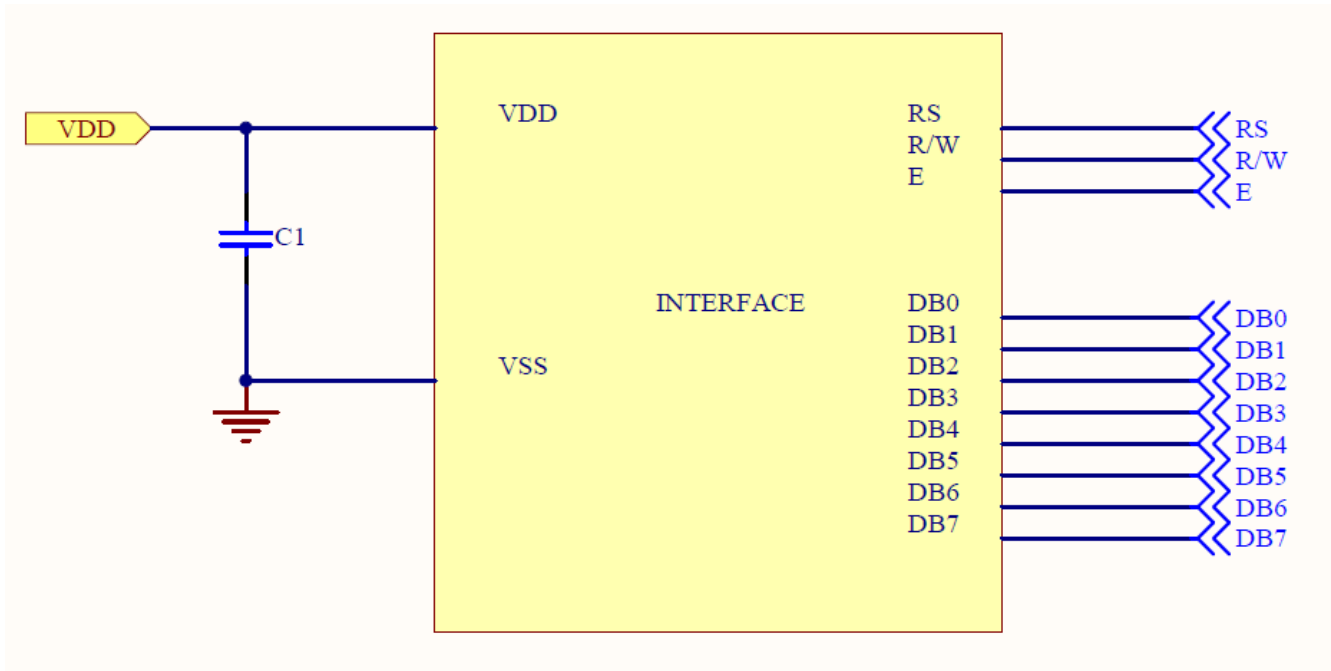 VDD
C1
VDD
VSS
INTERFACE
RS
R/W
E
DB0
DB1
DB2
DB3
DB4
DB5
DB6
DB7
RS
R/W
E
DB0
DB1
DB2
DB3
DB4
DB5
DB6
DB7